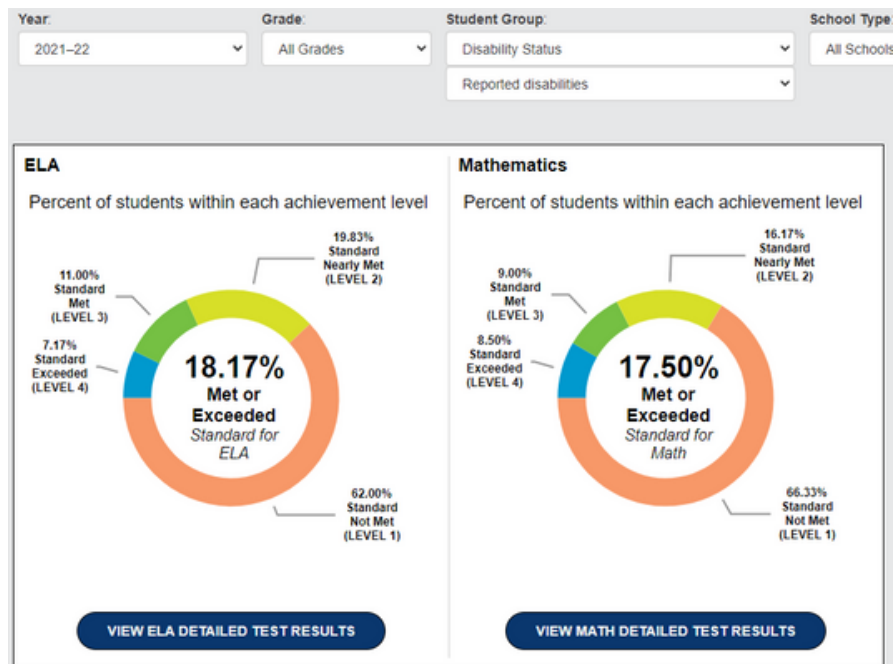 Year:
2021–22
Grade:
All Grades
Student Group:
Disability Status
Reported disabilities
School Type
All Schools
ELA
Percent of students within each achievement level
19.83%
Standard
Nearly Met
(LEVEL 2)
11.00%
Standard
Met
(LEVEL 3)
7.17%
Standard
Exceeded
(LEVEL 4)
18.17%
Met or
Exceeded
Standard for
ELA
62.00%
Standard
Not Met
(LEVEL 1)
VIEW ELA DETAILED TEST RESULTS
Mathematics
Percent of students within each achievement level
16.17%
Standard
Nearly Met
(LEVEL 2)
9.00%
Standard
Met
(LEVEL 3)
8.50%
Standard
Exceeded
(LEVEL 4)
17.50%
Met or
Exceeded
Standard for
Math
66.33%
Standard
Not Met
(LEVEL 1)
VIEW MATH DETAILED TEST RESULTS